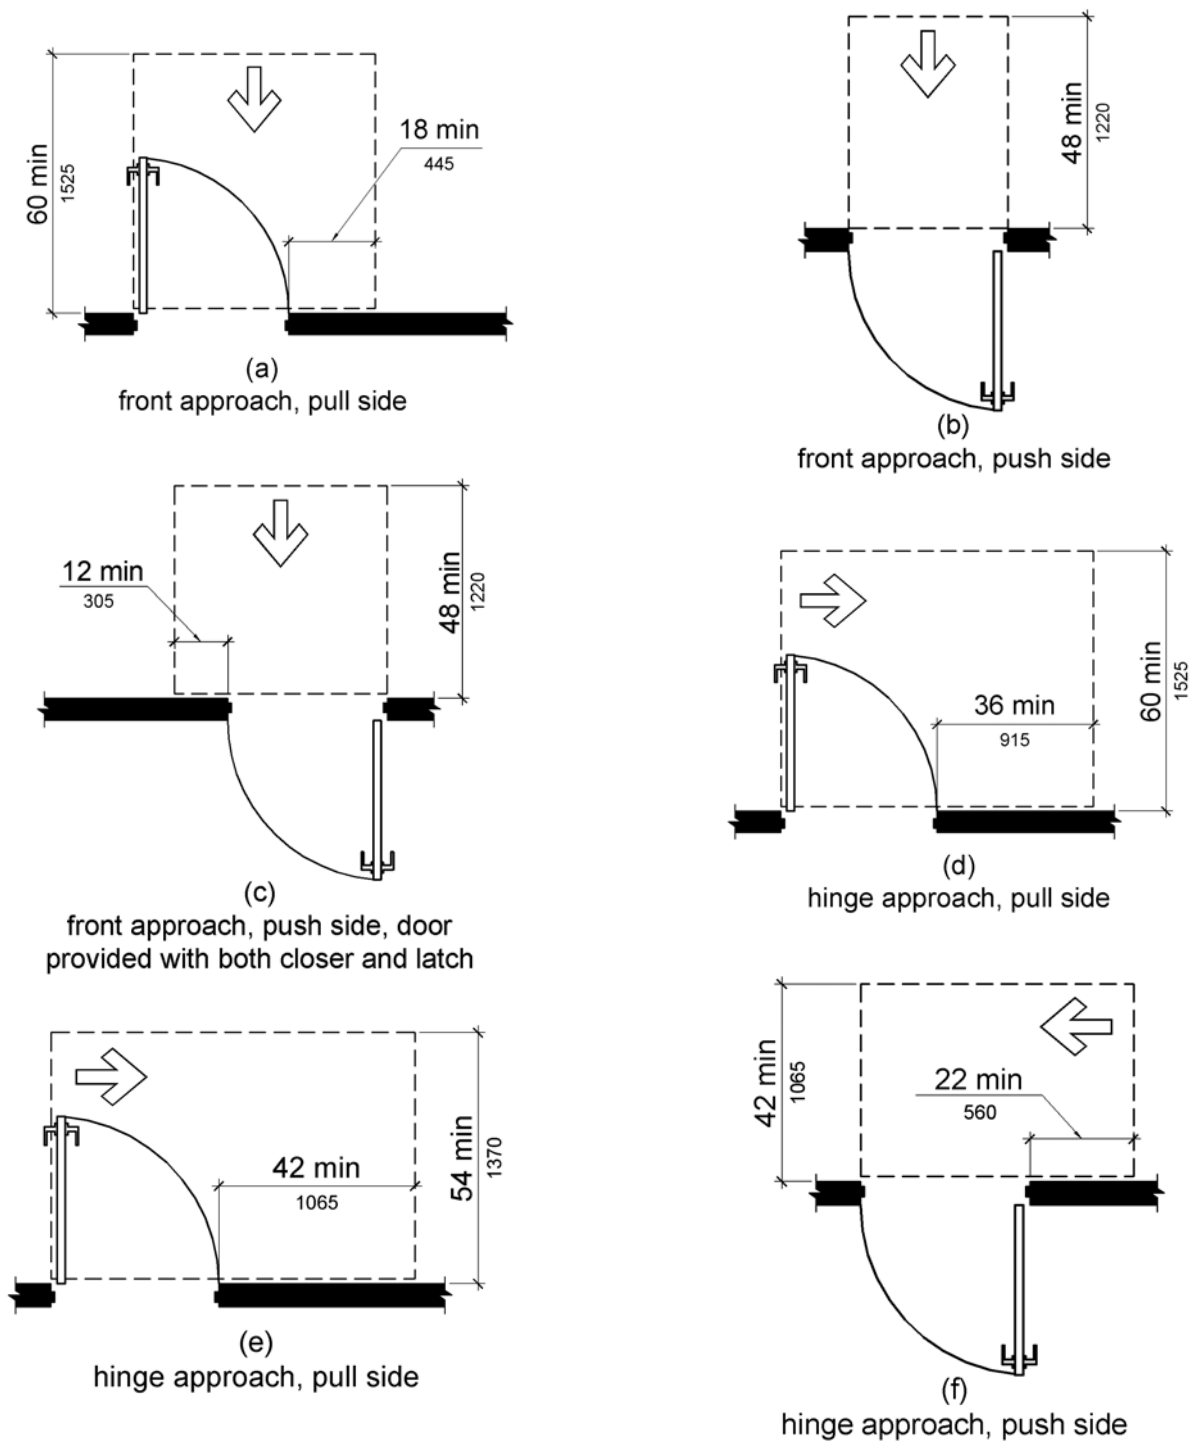 60 min
1525
18 min
445
(a)
front approach, pull side
48 min
1220
(b)
front approach, push side
12 min
305
48 min
1220
(c)
front approach, push side, door
provided with both closer and latch
36 min
915
60 min
1525
(d)
hinge approach, pull side
42 min
1065
54 min
1370
(e)
hinge approach, pull side
42 min
1065
22 min
560
(f)
hinge approach, push side